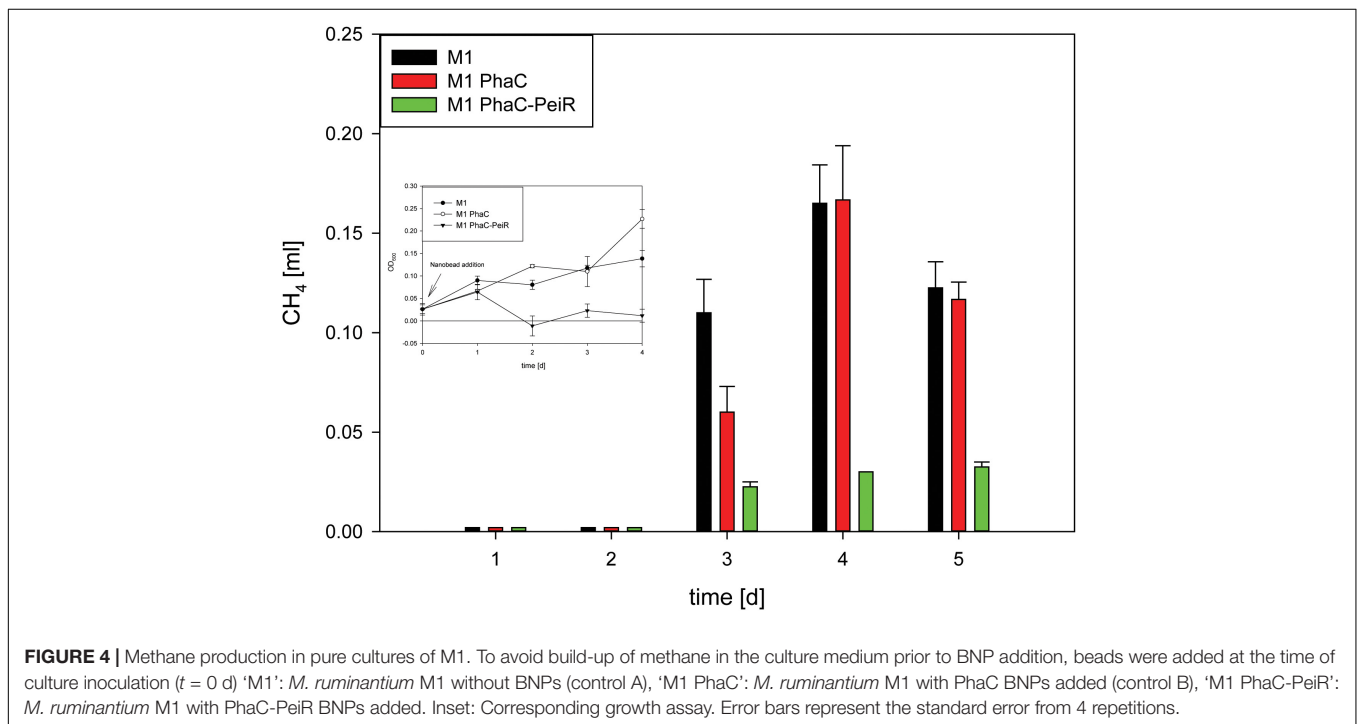 0.25
0.20
0.15
0.10
0.05
0.00
CH₄ [ml]
M1
M1 PhaC
M1 PhaC-PeiR
0.30
0.25
0.20
0.15
0.10
0.05
0.00
-0.05
OD₆₀₀
M1
M1 PhaC
M1 PhaC-PeiR
Nanobead addition
0 1 2 3 4
time [d]
1 2 3 4 5
time [d]
FIGURE 4 | Methane production in pure cultures of M1. To avoid build-up of methane in the culture medium prior to BNP addition, beads were added at the time of
culture inoculation (t = 0 d) ‘M1’: M. ruminantium M1 without BNPs (control A), ‘M1 PhaC’: M. ruminantium M1 with PhaC BNPs added (control B), ‘M1 PhaC-PeiR’:
M. ruminantium M1 with PhaC-PeiR BNPs added. Inset: Corresponding growth assay. Error bars represent the standard error from 4 repetitions.